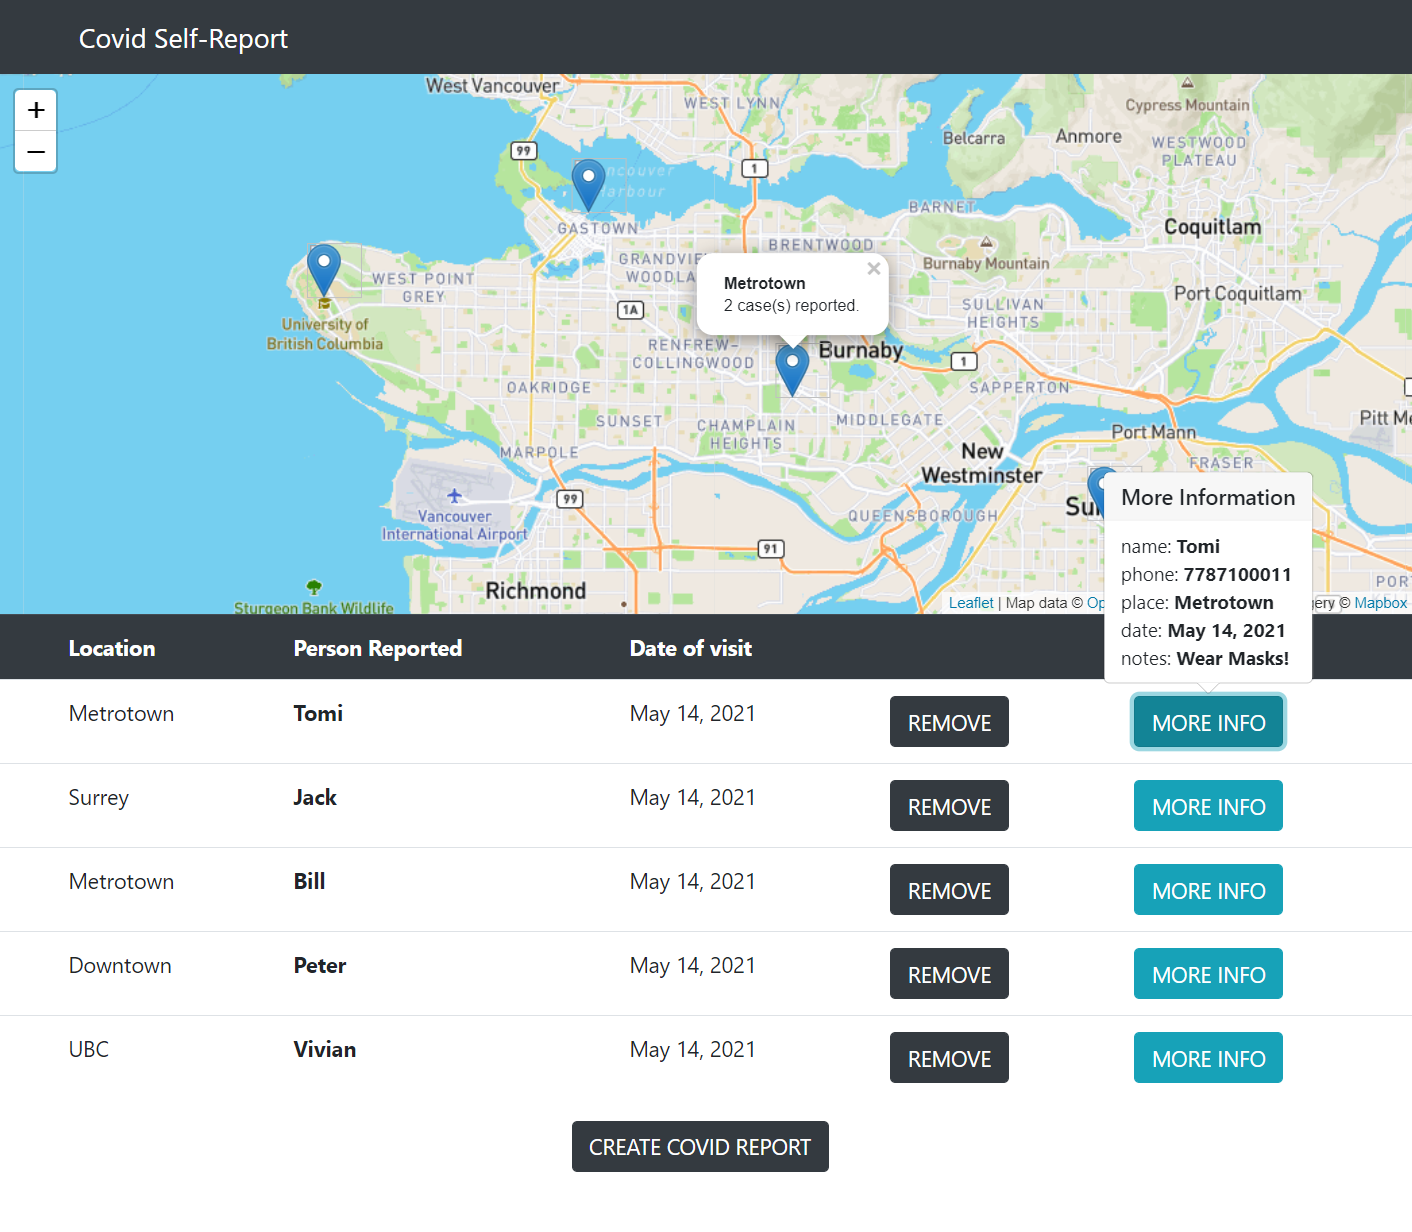 Covid Self-Report
West Vancouver
WEST LYNN
Cypress Mountain
Belcarra
Anmore
WESTWOOD
PLATEAU
+
−
99
1
ncouver
arbour
BARNET
GASTOWN
Coquitlam
BRENTWOOD
Burnaby Mountain
GRANDVIE
WOODLA
WEST POINT
GREY
Metrotown
2 case(s) reported.
×
Port Coquitlam
SULLIVAN
HEIGHTS
1A
University of
British Columbia
RENFREW-
COLLINGWOOD
Burnaby
1
OAKRIDGE
SAPPERTON
SUNSET
CHAMPLAIN
HEIGHTS
MIDDLEGATE
Pitt Me
Port Mann
MARPOLE
New
Westminster
FRASER
99
Vancouver
International Airport
QUEENSBOROUGH
Su
91
Richmond
Sturgeon Bank Wildlife
PORT
More Information
name: Tomi
phone: 7787100011
place: Metrotown
date: May 14, 2021
notes: Wear Masks!
Leaflet | Map data © Op
gery © Mapbox
Location Person Reported Date of visit
Metrotown Tomi May 14, 2021 REMOVE MORE INFO
Surrey Jack May 14, 2021 REMOVE MORE INFO
Metrotown Bill May 14, 2021 REMOVE MORE INFO
Downtown Peter May 14, 2021 REMOVE MORE INFO
UBC Vivian May 14, 2021 REMOVE MORE INFO
CREATE COVID REPORT